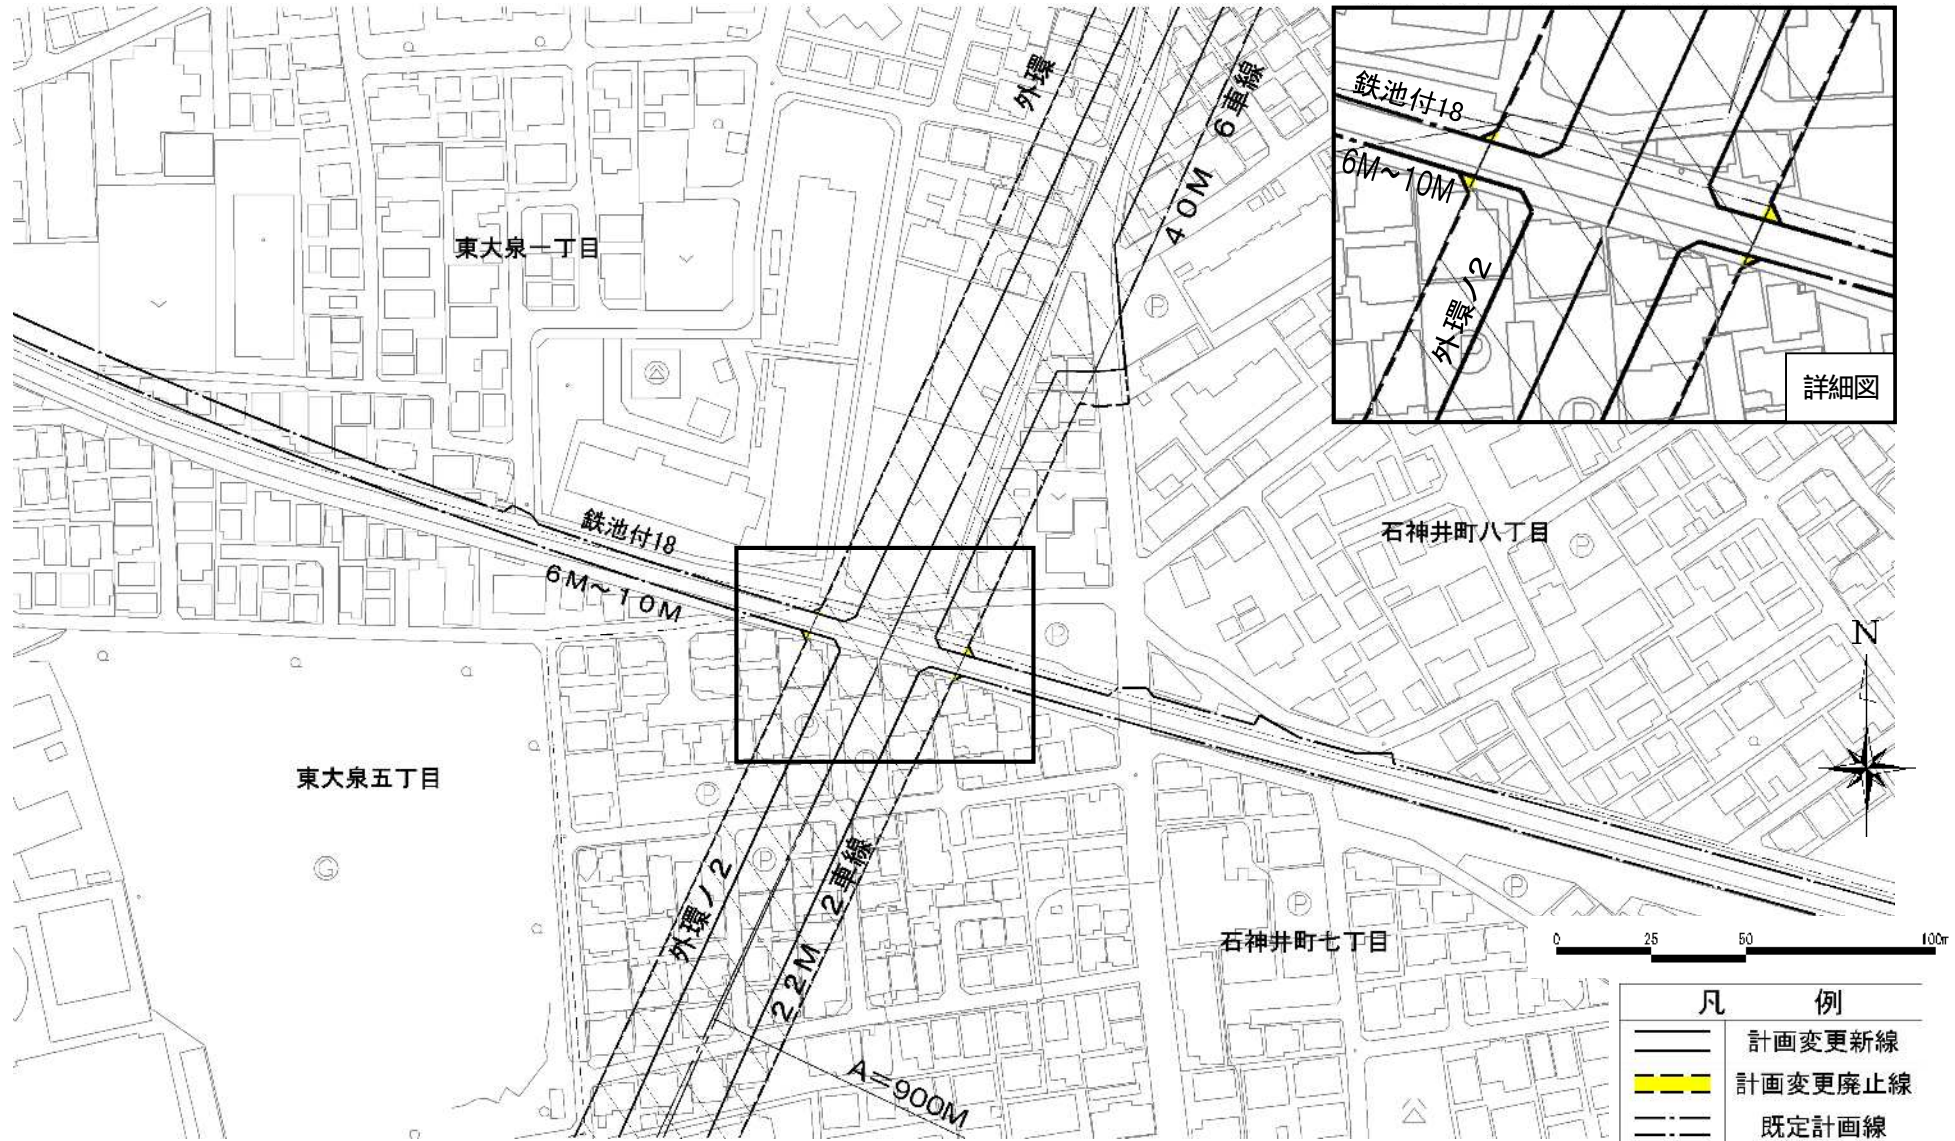 外環
6車線
40M
鉄池付18
6M~10M
外環ノ2
P
P
詳細図
東大泉一丁目
P
石神井町八丁目
P
鉄池付18
6M~10M
P
N
東大泉五丁目
P
P
P
P
G
外環ノ2
2車線
22M
P
P
石神井町七丁目
A=900M
0 25 50 100m
凡 例
計画変更新線
計画変更廃止線
既定計画線